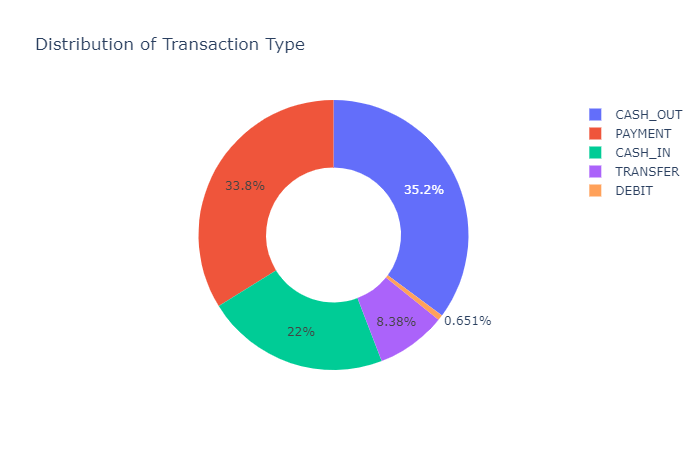 Distribution of Transaction Type
CASH_OUT
PAYMENT
CASH_IN
TRANSFER
DEBIT
33.8%
35.2%
0.651%
8.38%
22%